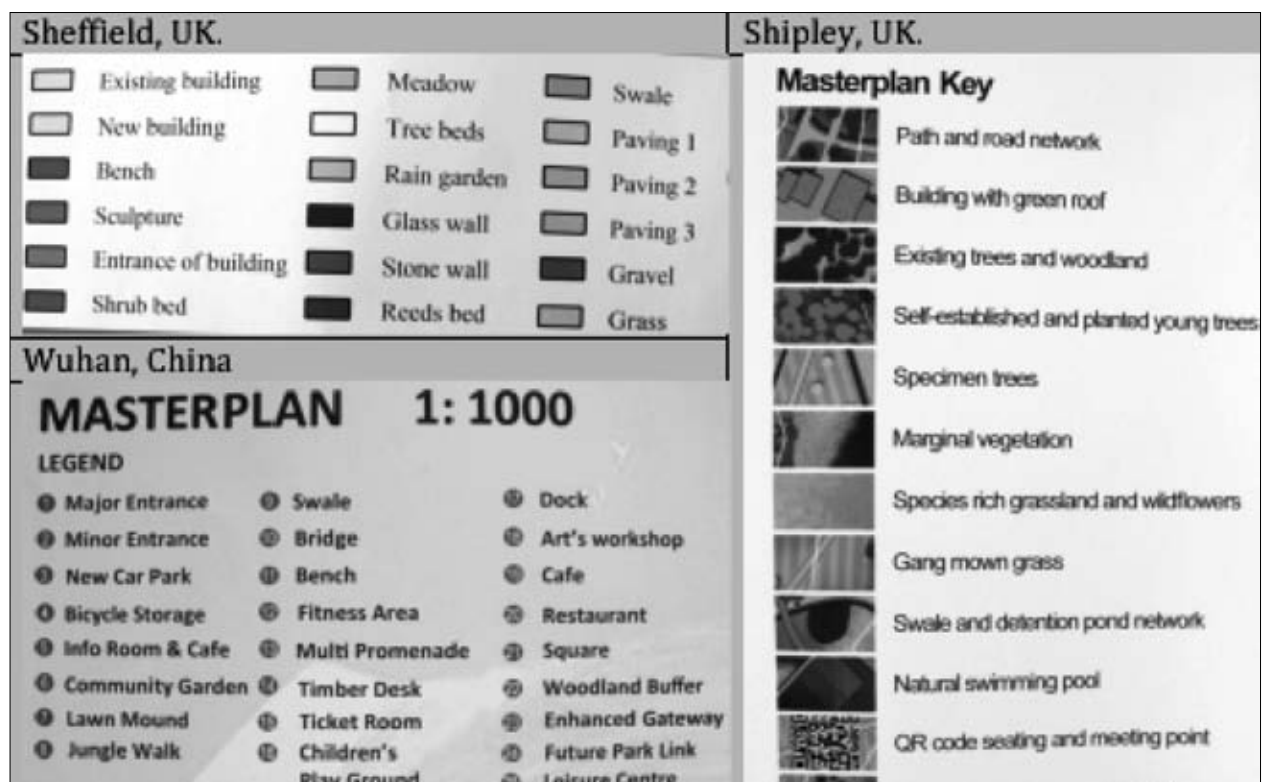 Sheffield, UK.
Existing building
New building
Bench
Sculpture
Entrance of building
Shrub bed
Meadow
Tree beds
Rain garden
Glass wall
Stone wall
Reeds bed
Swale
Paving 1
Paving 2
Paving 3
Gravel
Grass
Wuhan, China
MASTERPLAN 1: 1000
LEGEND
Major Entrance
Minor Entrance
New Car Park
Bicycle Storage
Info Room & Cafe
Community Garden
Lawn Mound
Jungle Walk
Swale
Bridge
Bench
Fitness Area
Multi Promenade
Timber Desk
Ticket Room
Children's
Play Ground
Dock
Art's workshop
Cafe
Restaurant
Square
Woodland Buffer
Enhanced Gateway
Future Park Link
Leisure Centre
Shipley, UK.
Masterplan Key
Path and road network
Building with green roof
Existing trees and woodland
Self-established and planted young trees
Specimen trees
Marginal vegetation
Species rich grassland and wildflowers
Gang mown grass
Swale and detention pond network
Natural swimming pool
QR code seating and meeting point